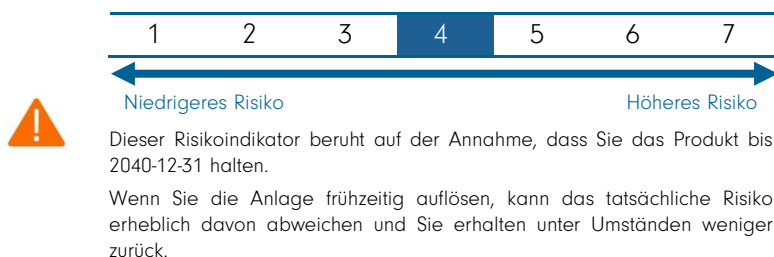 1 2 3 4 5 6 7
Niedrigeres Risiko Höheres Risiko
Dieser Risikoindikator beruht auf der Annahme, dass Sie das Produkt bis
2040-12-31 halten.
Wenn Sie die Anlage frühzeitig auflösen, kann das tatsächliche Risiko
erheblich davon abweichen und Sie erhalten unter Umständen weniger
zurück.